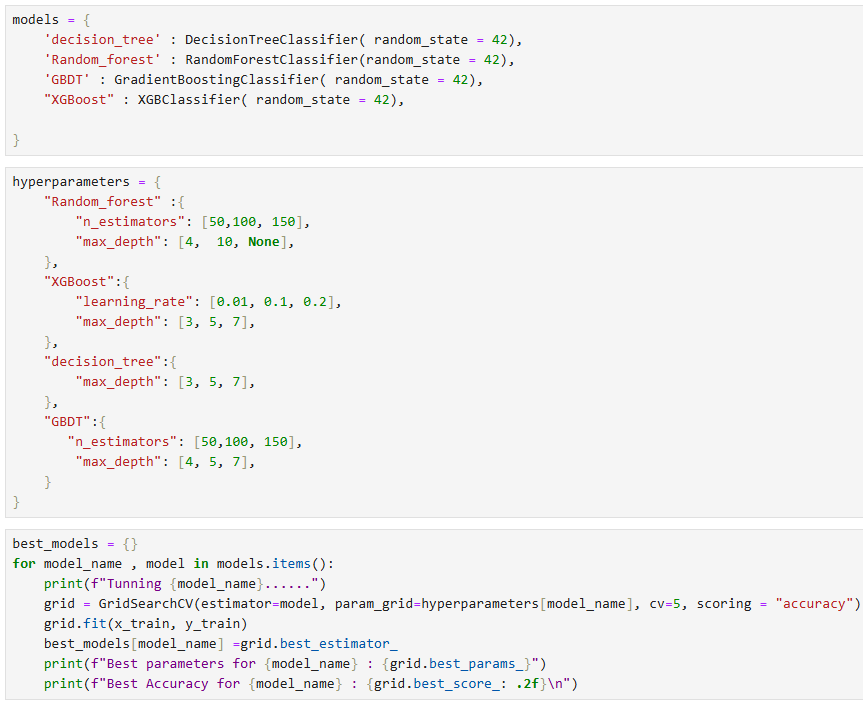 models = {
    'decision_tree' : DecisionTreeClassifier( random_state = 42),
    'Random_forest' : RandomForestClassifier(random_state = 42),
    'GBDT' : GradientBoostingClassifier( random_state = 42),
    "XGBoost" : XGBClassifier( random_state = 42),
}
hyperparameters = {
    "Random_forest" :{
        "n_estimators": [50,100, 150],
        "max_depth": [4,  10, None],
    },
    "XGBoost":{
        "learning_rate": [0.01, 0.1, 0.2],
        "max_depth": [3, 5, 7],
    },
    "decision_tree":{
        "max_depth": [3, 5, 7],
    },
    "GBDT":{
       "n_estimators": [50,100, 150],
        "max_depth": [4, 5, 7],
    }
}
best_models = {}
for model_name , model in models.items():
    print(f"Tunning {model_name}......")
    grid = GridSearchCV(estimator=model, param_grid=hyperparameters[model_name], cv=5, scoring = "accuracy")
    grid.fit(x_train, y_train)
    best_models[model_name] =grid.best_estimator_
    print(f"Best parameters for {model_name} : {grid.best_params_}")
    print(f"Best Accuracy for {model_name} : {grid.best_score_: .2f}\n")